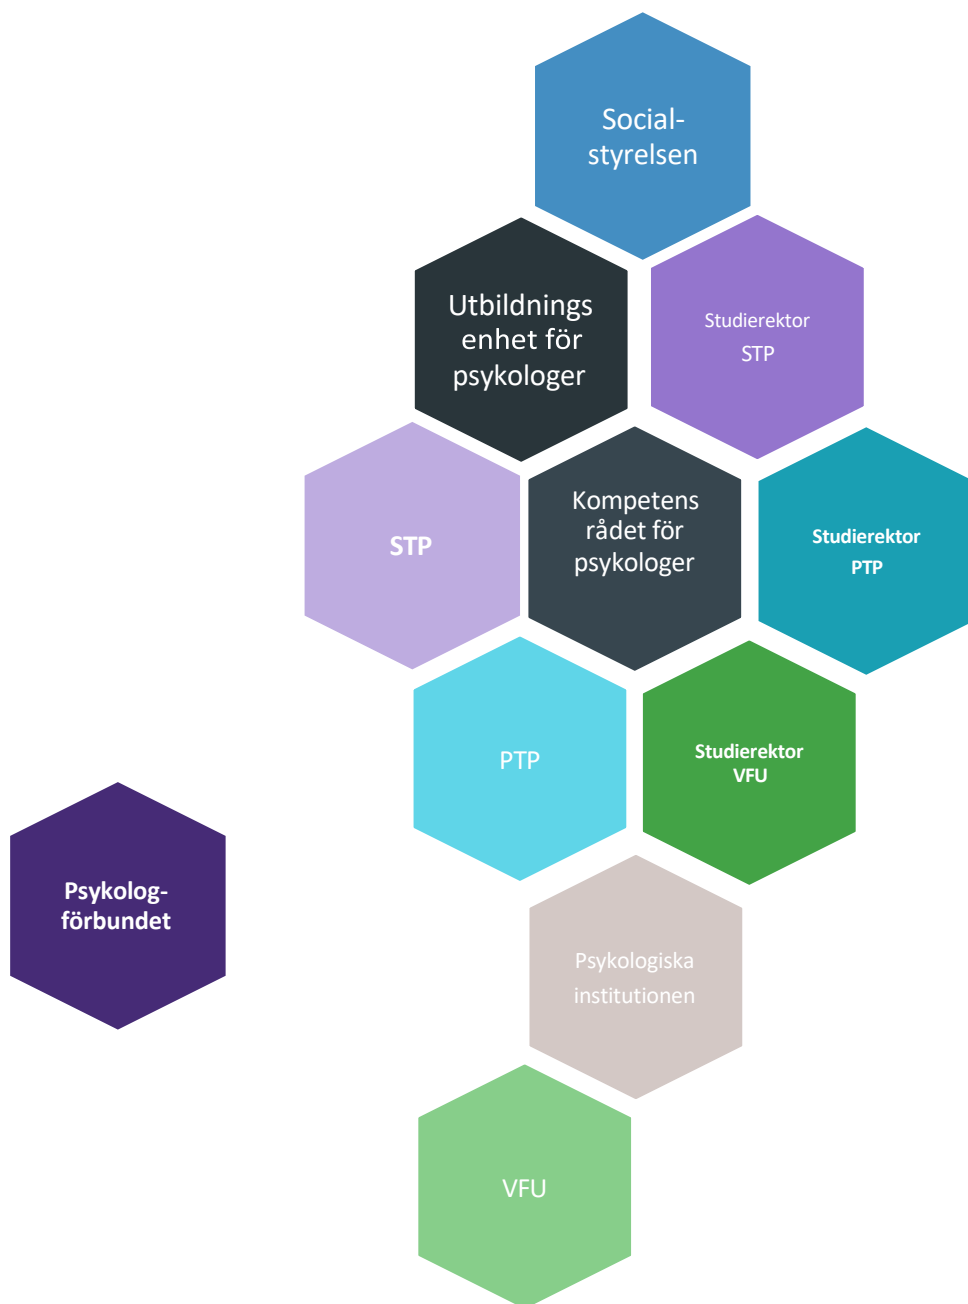 Social-
styrelsen
Utbildnings
enhet för
psykologer
Studierektor
STP
STP
Kompetens
rådet för
psykologer
Studierektor
PTP
PTP
Studierektor
VFU
Psykolog-
förbundet
Psykologiska
institutionen
VFU